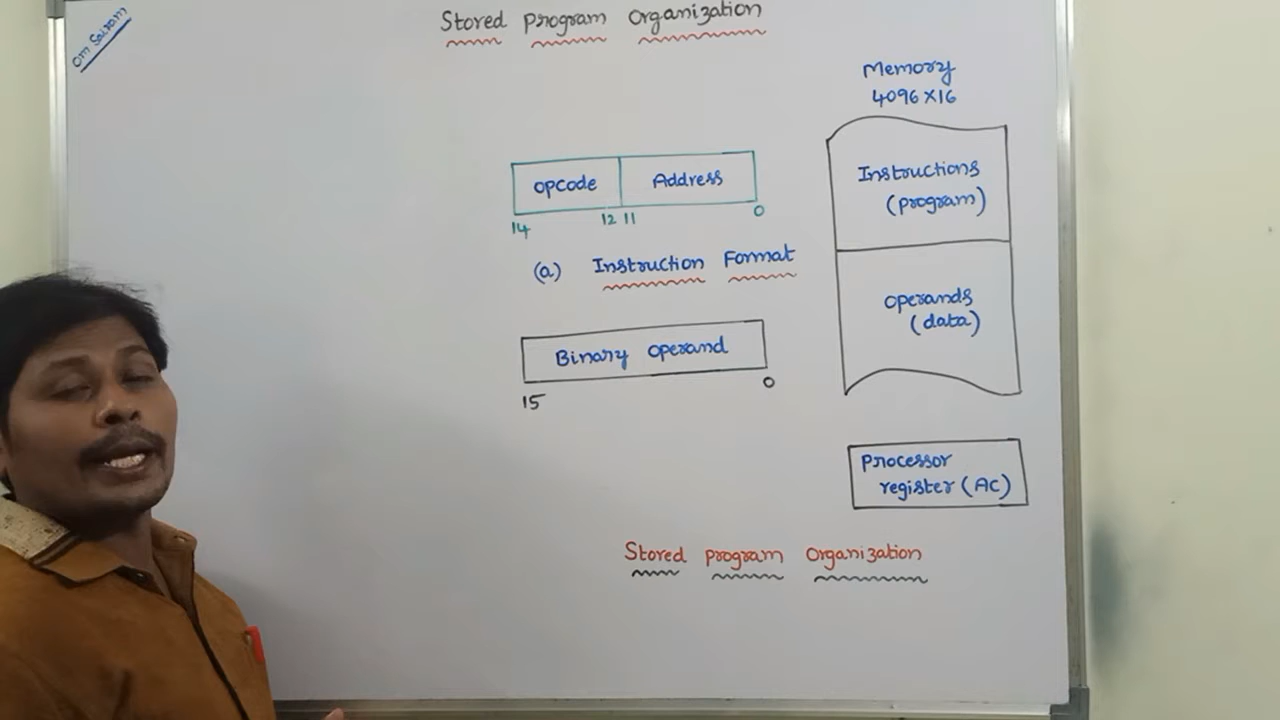 Om Sairam
Stored Program Organization
Memory
4096 X 16
Opcode Address
14 12 11 0
Instructions
(program)
(a) Instruction Format
Operands
(data)
Binary Operand
15 0
Processor
register (AC)
Stored program Organization